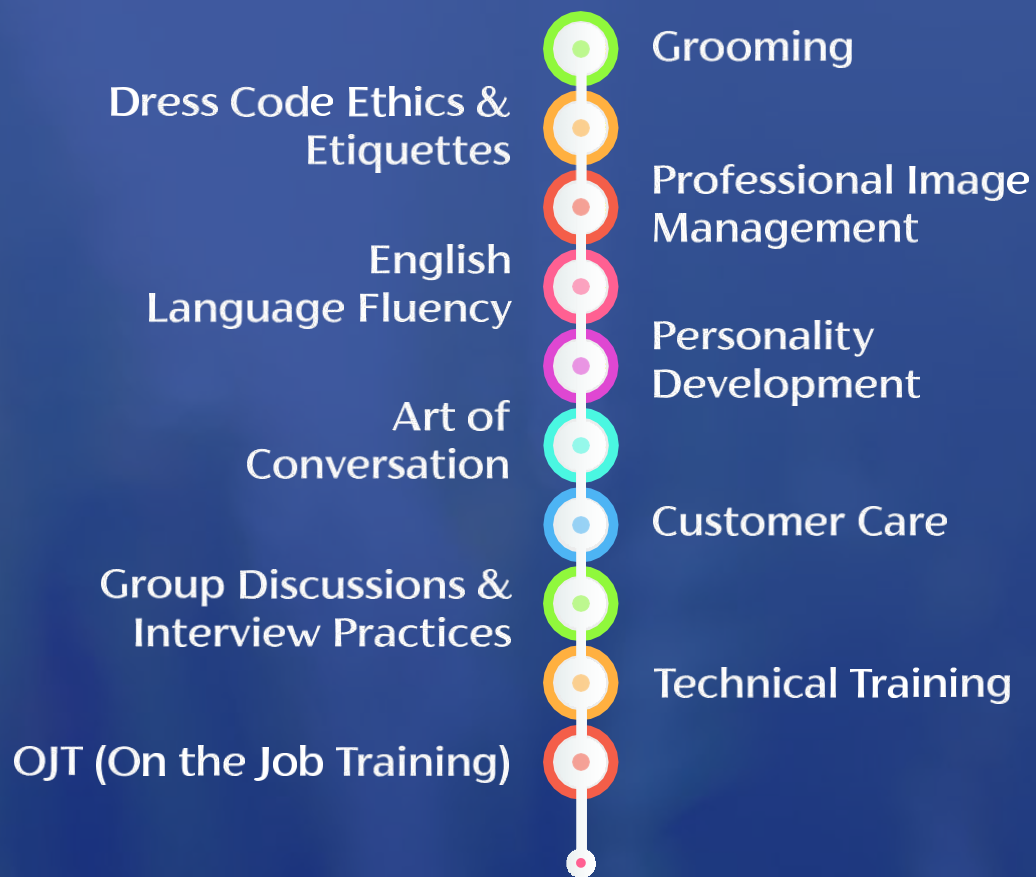 Grooming
Dress Code Ethics &
Etiquettes
Professional Image
Management
English
Language Fluency
Personality
Development
Art of
Conversation
Customer Care
Group Discussions &
Interview Practices
Technical Training
OJT (On the Job Training)